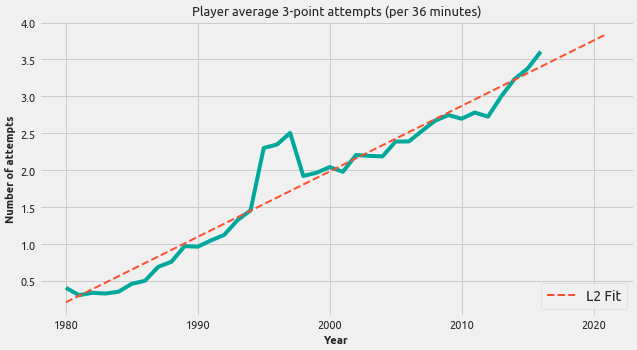 Player average 3-point attempts (per 36 minutes)
4.0
3.5
3.0
2.5
2.0
1.5
1.0
0.5
Number of attempts
L2 Fit
1980 1990 2000 2010 2020
Year